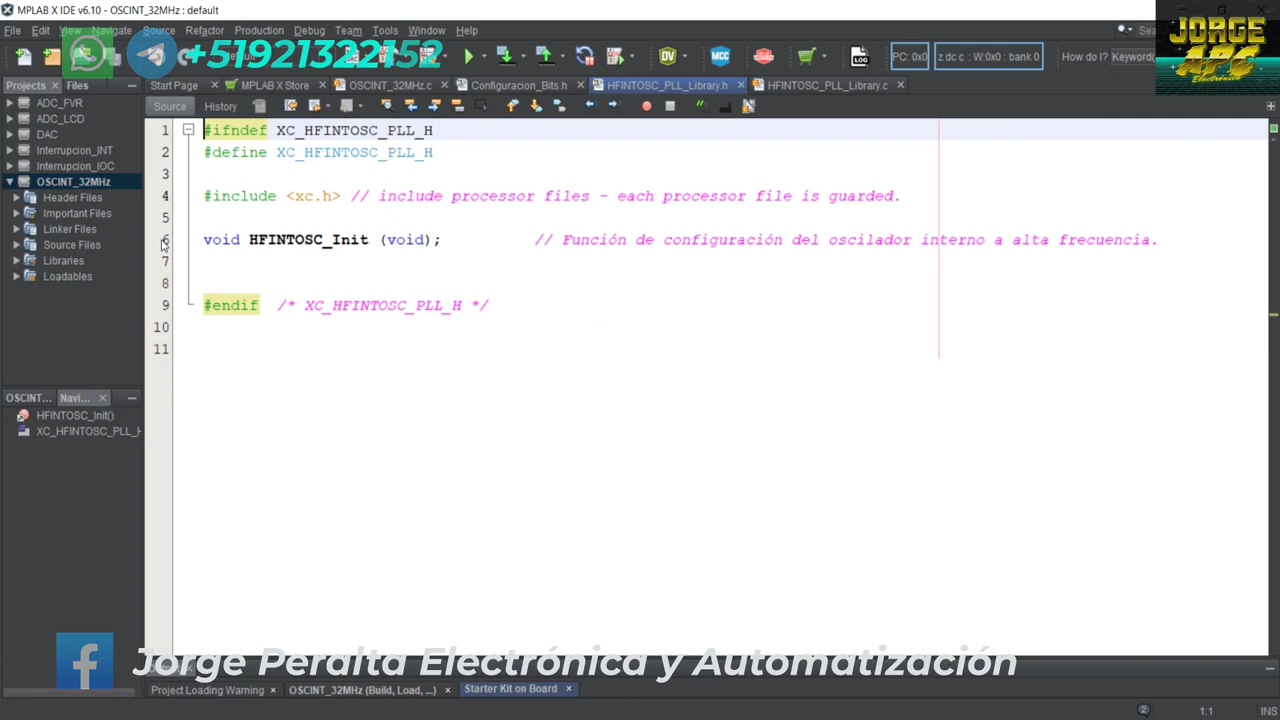 MPLAB X IDE v6.10 - OSCINT_32MHz : default
File Edit View Navigate Source Refactor Production Debug Team Tools Window Help
+51921322152
PC: 0x0
z dc c : W:0x0 : bank 0
How do I?
JORGE
APC
Electrónica
Projects
Files
Start Page
MPLAB X Store
OSCINT_32MHz.c
Configuracion_Bits.h
HFINTOSC_PLL_Library.h
HFINTOSC_PLL_Library.c
Source
History
ADC_FVR
ADC_LCD
DAC
Interrupcion_INT
Interrupcion_IOC
OSCINT_32MHz
Header Files
Important Files
Linker Files
Source Files
Libraries
Loadables
1 #ifndef XC_HFINTOSC_PLL_H
2 #define XC_HFINTOSC_PLL_H
3
4 #include <xc.h> // include processor files - each processor file is guarded.
5
6 void HFINTOSC_Init (void); // Función de configuración del oscilador interno a alta frecuencia.
7
8
9 #endif /* XC_HFINTOSC_PLL_H */
10
11
OSCINT...
Navi...
HFINTOSC_Init()
XC_HFINTOSC_PLL_H
f Jorge Peralta Electrónica y Automatización
Project Loading Warning
OSCINT_32MHz (Build, Load, ...)
Starter Kit on Board
2
1:1
INS